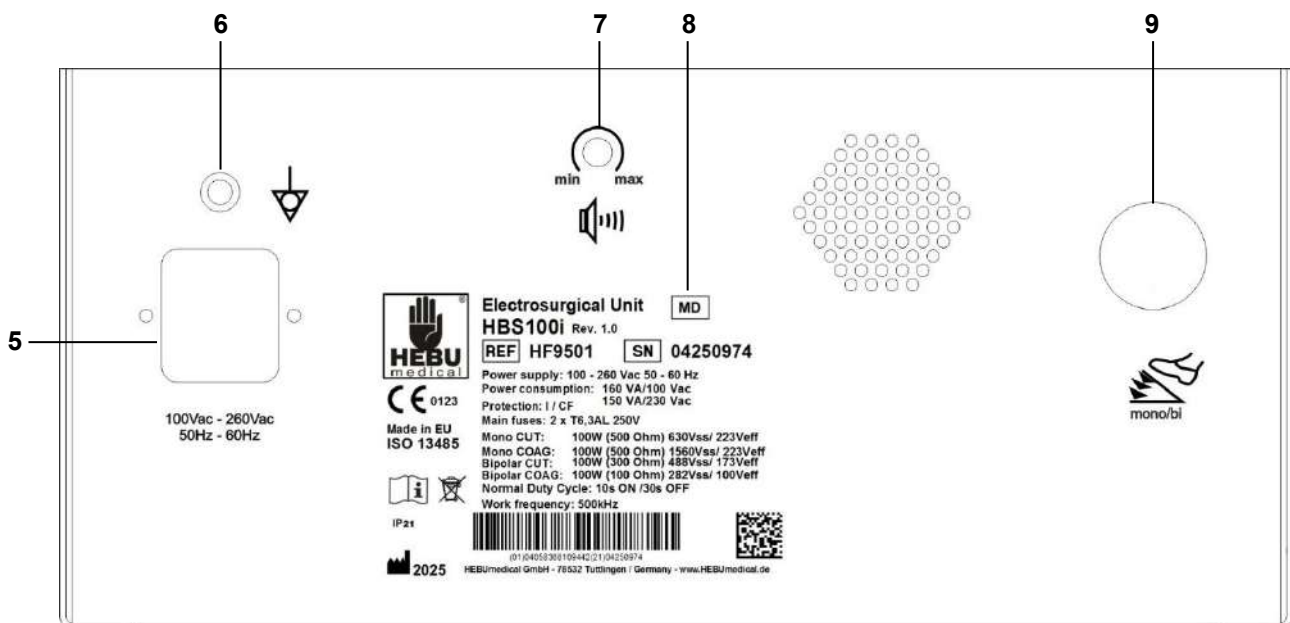 6
7
8
9
min max
5
100Vac - 260Vac
50Hz - 60Hz
HEBU
medical
®
CE 0123
Made in EU
ISO 13485
i
IP21
2025
Electrosurgical Unit MD
HBS100i Rev. 1.0
REF HF9501 SN 04250974
Power supply: 100 - 260 Vac 50 - 60 Hz
Power consumption: 160 VA/100 Vac
150 VA/230 Vac
Protection: I / CF
Main fuses: 2 x T6,3AL 250V
Mono CUT: 100W (500 Ohm) 630Vss/ 223Veff
Mono COAG: 100W (500 Ohm) 1560Vss/ 223Veff
Bipolar CUT: 100W (300 Ohm) 488Vss/ 173Veff
Bipolar COAG: 100W (100 Ohm) 282Vss/ 100Veff
Normal Duty Cycle: 10s ON /30s OFF
Work frequency: 500kHz
HEBUmedical GmbH - 78532 Tuttlingen / Germany - www.HEBUmedical.de
mono/bi